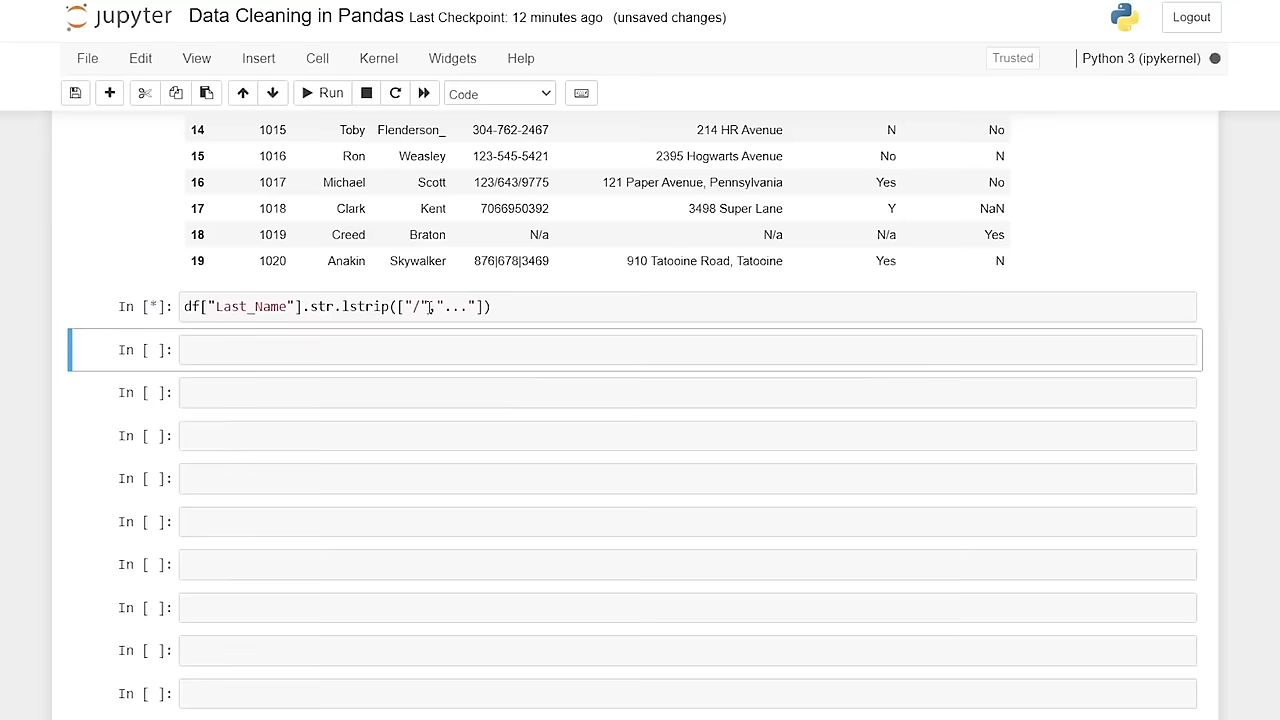 jupyter Data Cleaning in Pandas Last Checkpoint: 12 minutes ago (unsaved changes) Logout
File Edit View Insert Cell Kernel Widgets Help Trusted Python 3 (ipykernel)
Run Code
14 1015 Toby Flenderson_ 304-762-2467 214 HR Avenue N No
15 1016 Ron Weasley 123-545-5421 2395 Hogwarts Avenue No N
16 1017 Michael Scott 123/643/9775 121 Paper Avenue, Pennsylvania Yes No
17 1018 Clark Kent 7066950392 3498 Super Lane Y NaN
18 1019 Creed Braton N/a N/a N/a Yes
19 1020 Anakin Skywalker 876|678|3469 910 Tatooine Road, Tatooine Yes N
In [*]: df["Last_Name"].str.lstrip(["/","..."])
In [ ]:
In [ ]:
In [ ]:
In [ ]:
In [ ]:
In [ ]:
In [ ]:
In [ ]:
In [ ]: